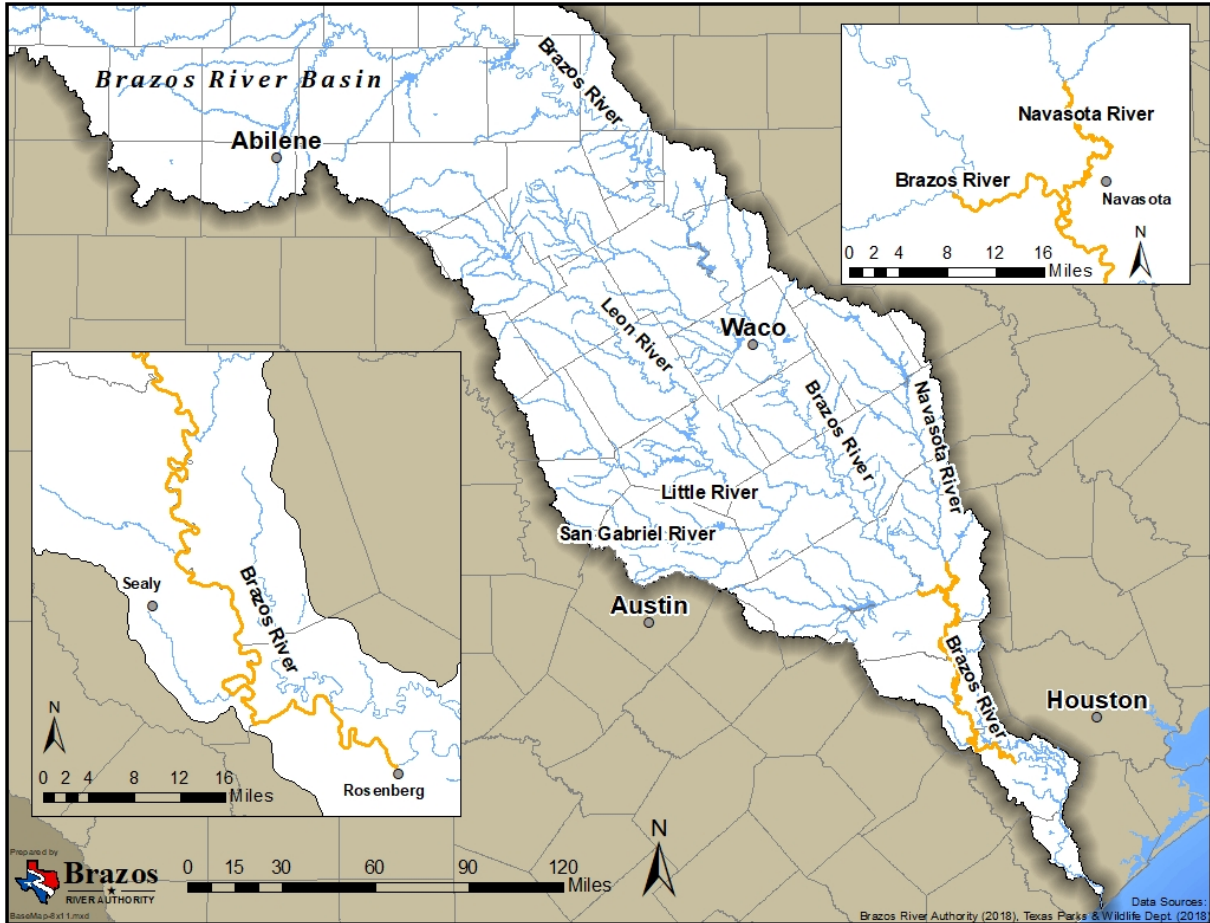 Brazos River Basin
Abilene
Brazos River
Waco
Leon River
Brazos River
Navasota River
Little River
San Gabriel River
Austin
Brazos River
Houston
Navasota River
Brazos River
Navasota
N
0 2 4 8 12 16
Miles
Sealy
Brazos River
N
0 2 4 8 12 16
Miles
Rosenberg
Prepared by
Brazos
RIVER AUTHORITY
BaseMap-8x11.mxd
N
0 15 30 60 90 120
Miles
Data Sources:
Brazos River Authority (2018), Texas Parks & Wildlife Dept. (2018)